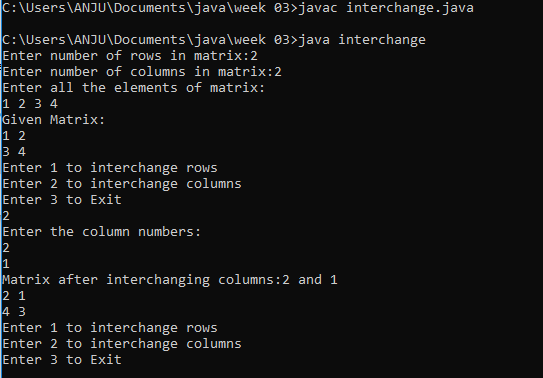 C:\Users\ANJU\Documents\java\week 03>javac interchange.java
C:\Users\ANJU\Documents\java\week 03>java interchange
Enter number of rows in matrix:2
Enter number of columns in matrix:2
Enter all the elements of matrix:
1 2 3 4
Given Matrix:
1 2
3 4
Enter 1 to interchange rows
Enter 2 to interchange columns
Enter 3 to Exit
2
Enter the column numbers:
2
1
Matrix after interchanging columns:2 and 1
2 1
4 3
Enter 1 to interchange rows
Enter 2 to interchange columns
Enter 3 to Exit